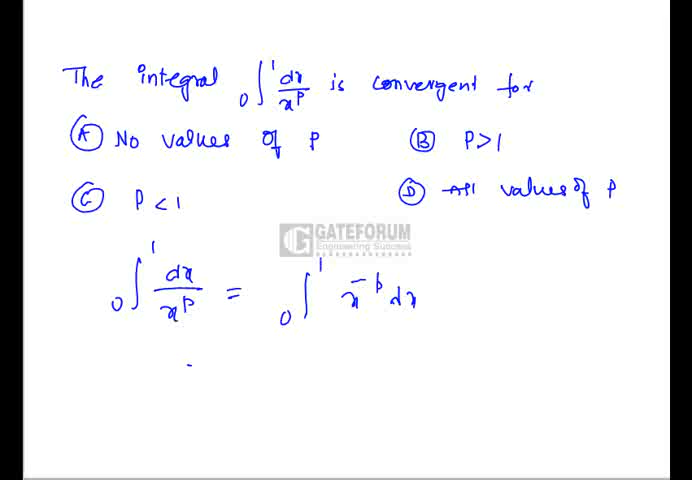 The integral ₀∫¹ dx/x^p is convergent for
(A) No values of P (B) P>1
(C) P < 1 (D) All values of P
GATEFORUM
Engineering Success
₀∫¹ dx/x^p = ₀∫¹ x^-p dx